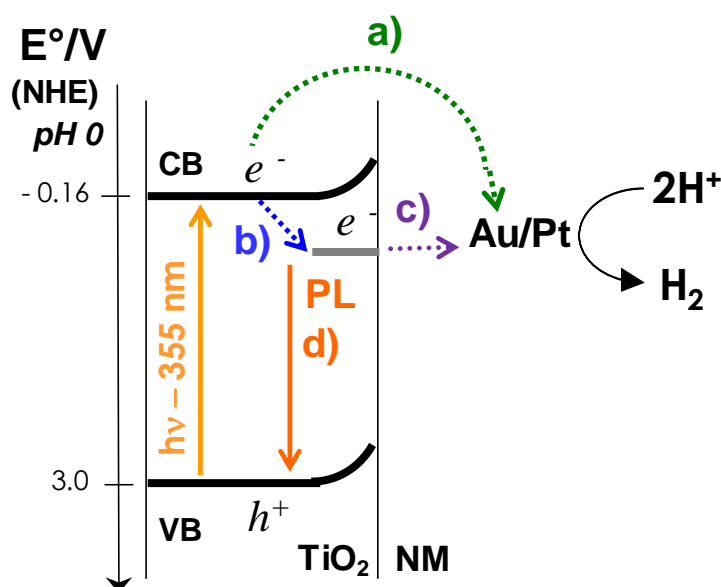 E°/V
(NHE)
pH 0
a)
CB
e -
- 0.16
b)
e -
c)
Au/Pt
2H+
H2
hν – 355 nm
PL
d)
3.0
VB
h+
TiO2
NM